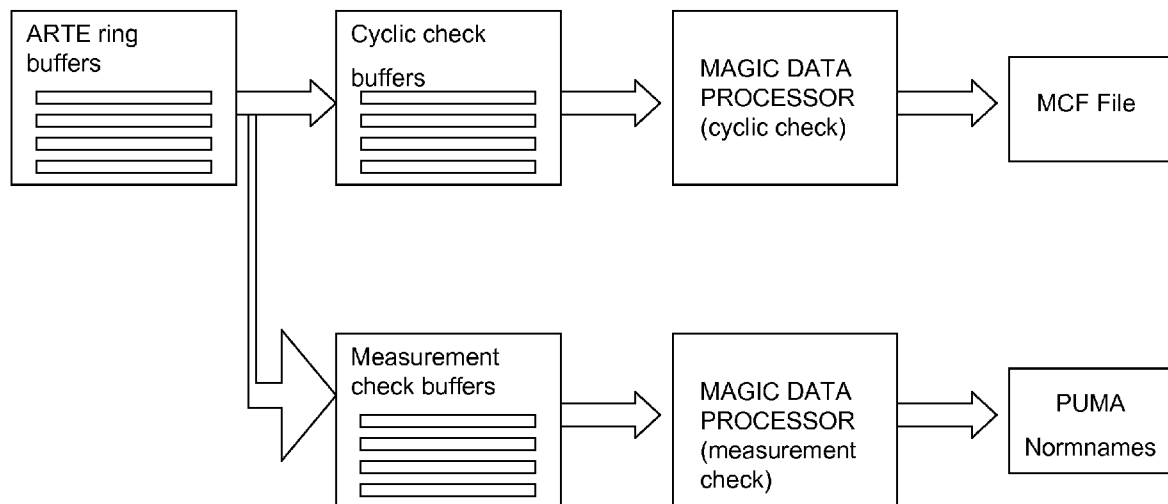 ARTE ring
buffers
Cyclic check
buffers
MAGIC DATA
PROCESSOR
(cyclic check)
MCF File
Measurement
check buffers
MAGIC DATA
PROCESSOR
(measurement
check)
PUMA
Normnames